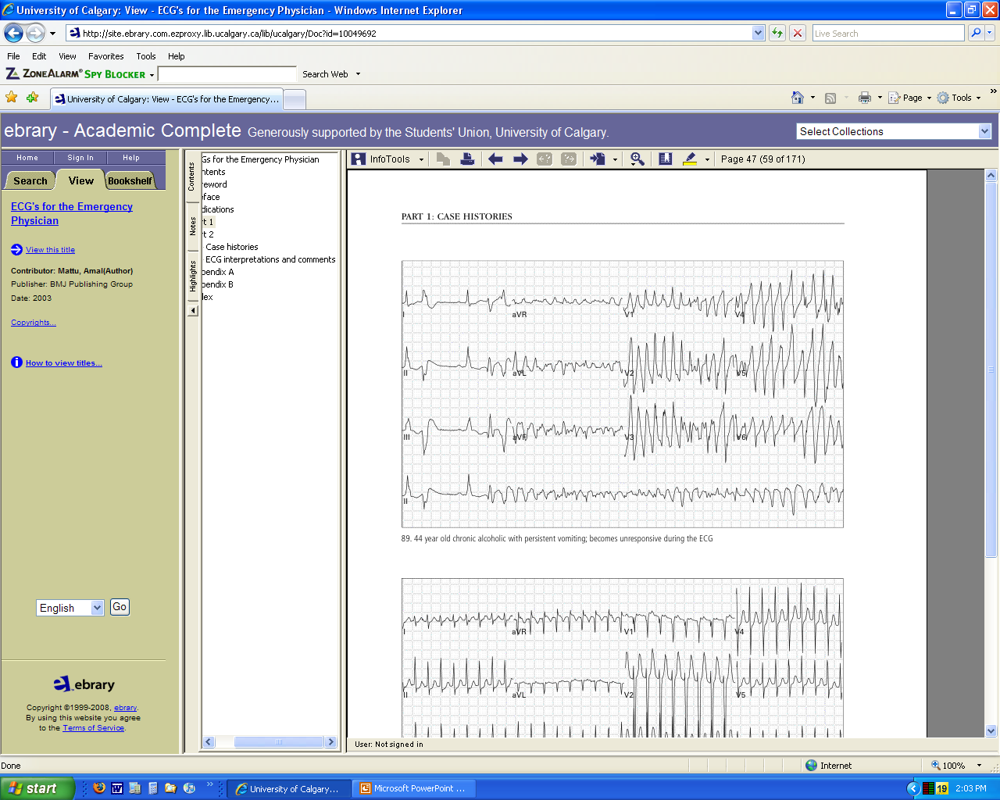 University of Calgary: View - ECG's for the Emergency Physician - Windows Internet Explorer
http://site.ebrary.com.ezproxy.lib.ucalgary.ca/lib/ucalgary/Doc?id=10049692
Live Search
File Edit View Favorites Tools Help
ZONEALARM® SPY BLOCKER
Search Web
University of Calgary: View - ECG's for the Emergency...
Page Tools
ebrary - Academic Complete Generously supported by the Students' Union, University of Calgary.
Select Collections
Home Sign In Help
Search View Bookshelf
ECG's for the Emergency
Physician
View this title
Contributor: Mattu, Amal(Author)
Publisher: BMJ Publishing Group
Date: 2003
Copyrights...
How to view titles...
English Go
ebrary
Copyright ©1999-2008, ebrary.
By using this website you agree
to the Terms of Service.
Contents
Notes
Highlights
Gs for the Emergency Physician
ntents
reword
face
dications
t 1
t 2
Case histories
ECG interpretations and comments
pendix A
pendix B
lex
InfoTools
Page 47 (59 of 171)
PART 1: CASE HISTORIES
I aVR V1 V4
II aVL V2 V5
III aVF V3 V6
II
89. 44 year old chronic alcoholic with persistent vomiting; becomes unresponsive during the ECG
I aVR V1 V4
II aVL V2 V5
User: Not signed in
Done
Internet
100%
start
University of Calgary...
Microsoft PowerPoint ...
19
2:03 PM